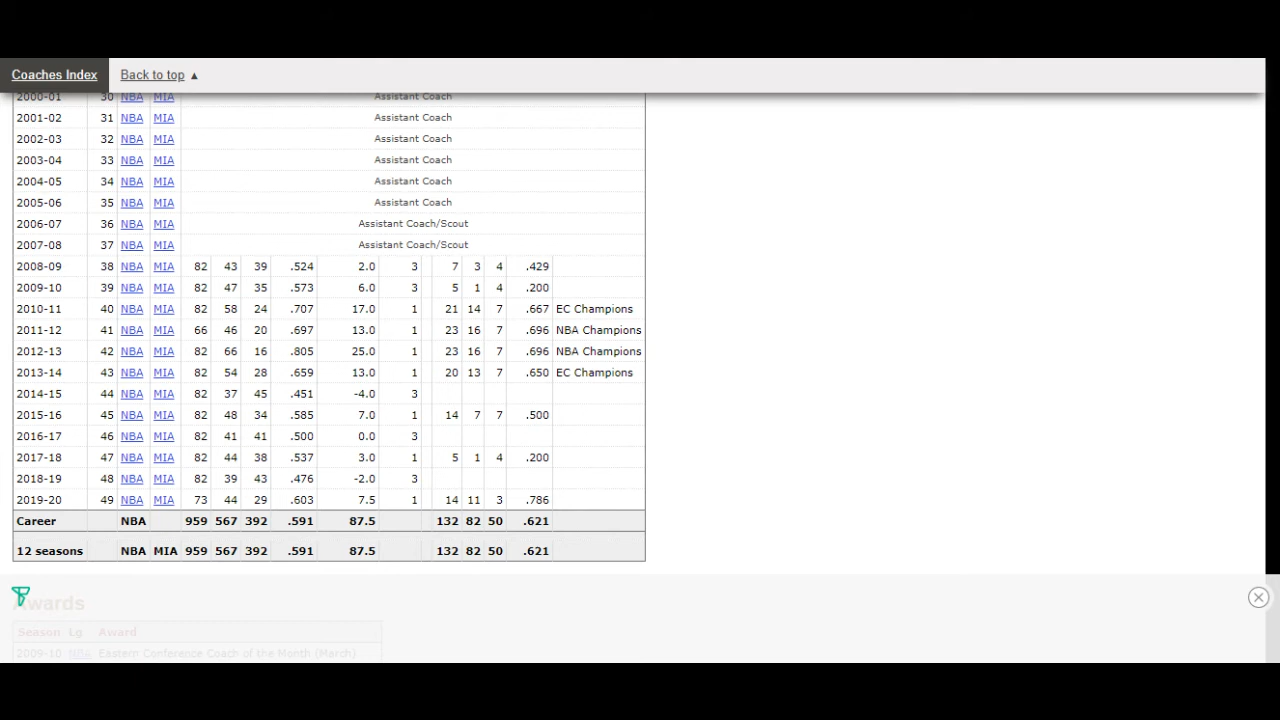 Coaches Index Back to top ▲
2000-01 30 NBA MIA Assistant Coach
2001-02 31 NBA MIA Assistant Coach
2002-03 32 NBA MIA Assistant Coach
2003-04 33 NBA MIA Assistant Coach
2004-05 34 NBA MIA Assistant Coach
2005-06 35 NBA MIA Assistant Coach
2006-07 36 NBA MIA Assistant Coach/Scout
2007-08 37 NBA MIA Assistant Coach/Scout
2008-09 38 NBA MIA 82 43 39 .524 2.0 3 7 3 4 .429
2009-10 39 NBA MIA 82 47 35 .573 6.0 3 5 1 4 .200
2010-11 40 NBA MIA 82 58 24 .707 17.0 1 21 14 7 .667 EC Champions
2011-12 41 NBA MIA 66 46 20 .697 13.0 1 23 16 7 .696 NBA Champions
2012-13 42 NBA MIA 82 66 16 .805 25.0 1 23 16 7 .696 NBA Champions
2013-14 43 NBA MIA 82 54 28 .659 13.0 1 20 13 7 .650 EC Champions
2014-15 44 NBA MIA 82 37 45 .451 -4.0 3
2015-16 45 NBA MIA 82 48 34 .585 7.0 1 14 7 7 .500
2016-17 46 NBA MIA 82 41 41 .500 0.0 3
2017-18 47 NBA MIA 82 44 38 .537 3.0 1 5 1 4 .200
2018-19 48 NBA MIA 82 39 43 .476 -2.0 3
2019-20 49 NBA MIA 73 44 29 .603 7.5 1 14 11 3 .786
Career NBA 959 567 392 .591 87.5 132 82 50 .621
12 seasons NBA MIA 959 567 392 .591 87.5 132 82 50 .621
Awards
Season Lg Award
2009-10 NBA Eastern Conference Coach of the Month (March)